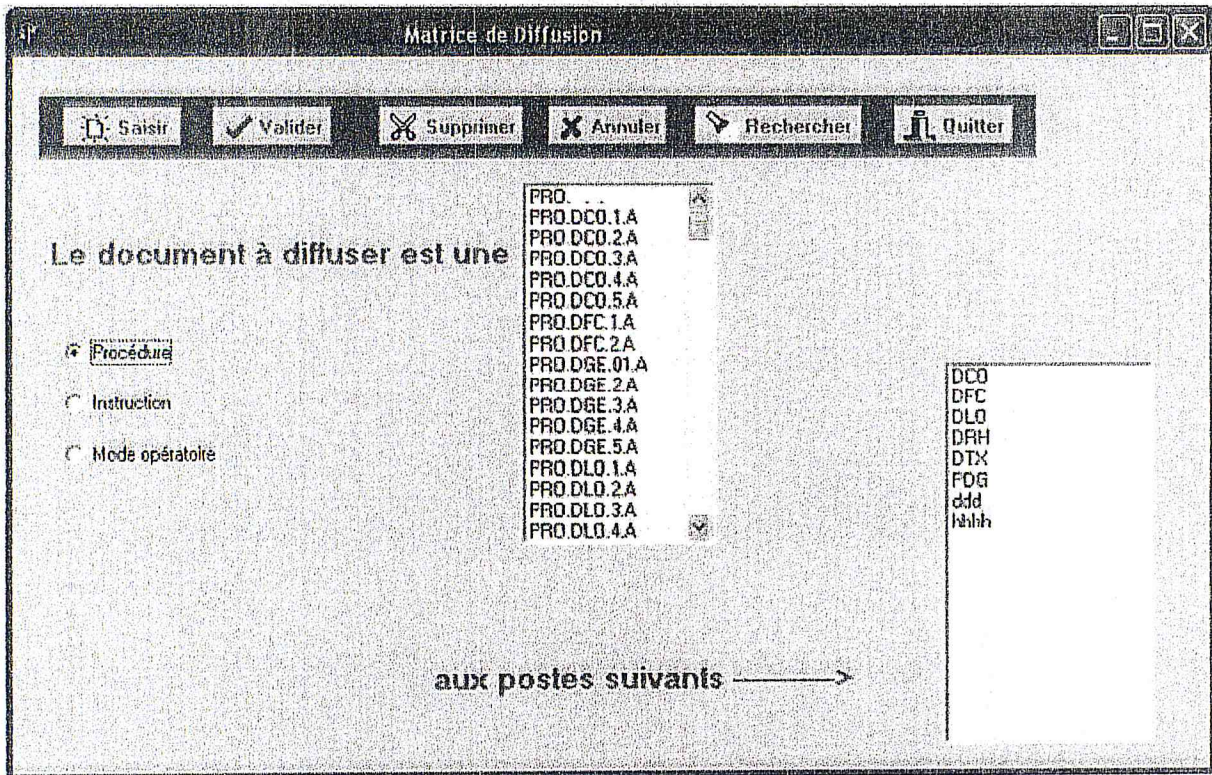 Matrice de Diffusion
Saisir Valider Supprimer Annuler Rechercher Quitter
Le document à diffuser est une
Procédure
Instruction
Mode opératoire
PRO. . .
PRO.DCO.1.A
PRO.DCO.2.A
PRO.DCO.3.A
PRO.DCO.4.A
PRO.DCO.5.A
PRO.DFC.1.A
PRO.DFC.2.A
PRO.DGE.01.A
PRO.DGE.2.A
PRO.DGE.3.A
PRO.DGE.4.A
PRO.DGE.5.A
PRO.DLO.1.A
PRO.DLO.2.A
PRO.DLO.3.A
PRO.DLO.4.A
aux postes suivants ———>
DCO
DFC
DLO
DRH
DTX
PDG
ddd
hhhh